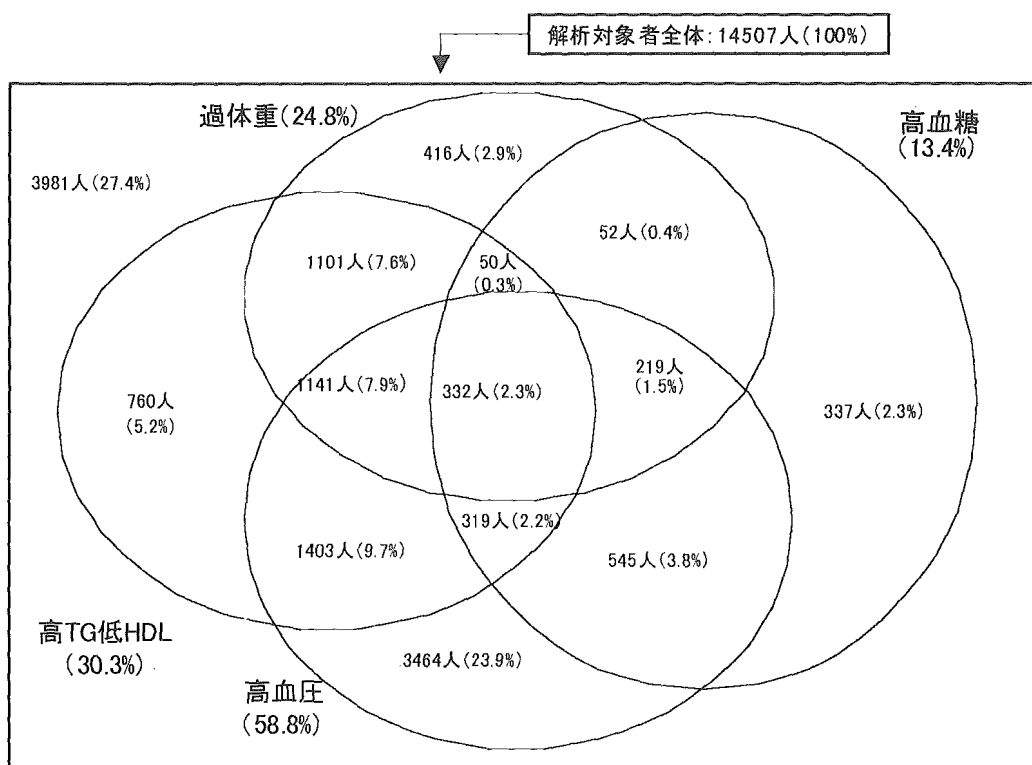 解析対象者全体:14507人(100%)
過体重(24.8%)
高血糖
(13.4%)
416人(2.9%)
3981人(27.4%)
52人(0.4%)
1101人(7.6%)
50人
(0.3%)
219人
(1.5%)
1141人(7.9%)
332人(2.3%)
760人
(5.2%)
337人(2.3%)
319人(2.2%)
1403人(9.7%)
545人(3.8%)
高TG低HDL
(30.3%)
3464人(23.9%)
高血圧
(58.8%)